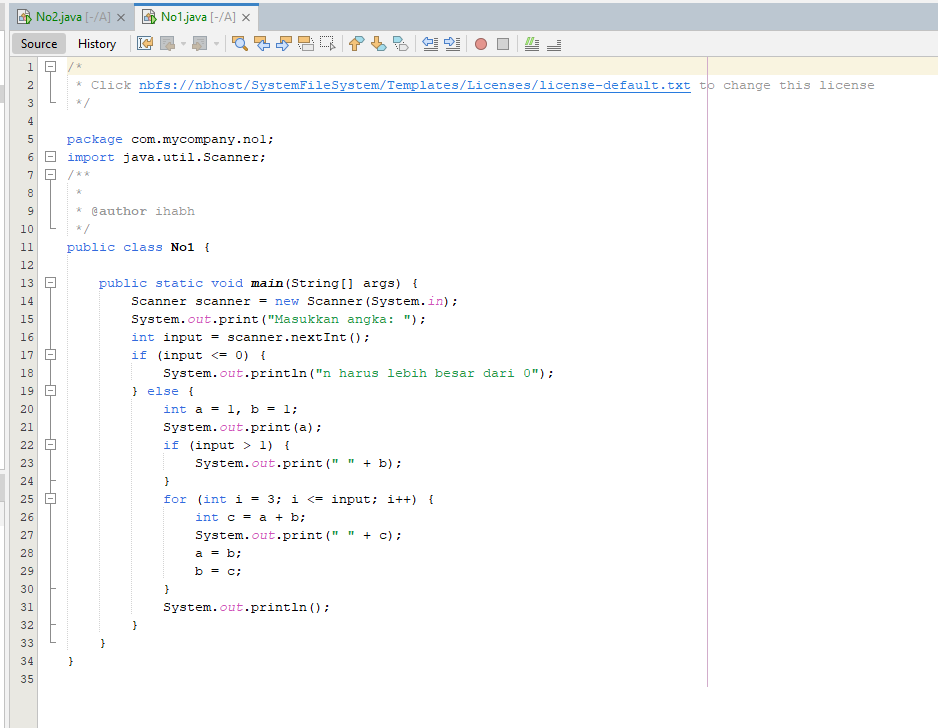 No2.java [-/A] × No1.java [-/A] ×
Source History
1 /*
2  * Click nbfs://nbhost/SystemFileSystem/Templates/Licenses/license-default.txt to change this license
3  */
4
5 package com.mycompany.no1;
6 import java.util.Scanner;
7 /**
8  *
9  * @author ihabh
10  */
11 public class No1 {
12
13     public static void main(String[] args) {
14         Scanner scanner = new Scanner(System.in);
15         System.out.print("Masukkan angka: ");
16         int input = scanner.nextInt();
17         if (input <= 0) {
18             System.out.println("n harus lebih besar dari 0");
19         } else {
20             int a = 1, b = 1;
21             System.out.print(a);
22             if (input > 1) {
23                 System.out.print(" " + b);
24             }
25             for (int i = 3; i <= input; i++) {
26                 int c = a + b;
27                 System.out.print(" " + c);
28                 a = b;
29                 b = c;
30             }
31             System.out.println();
32         }
33     }
34 }
35